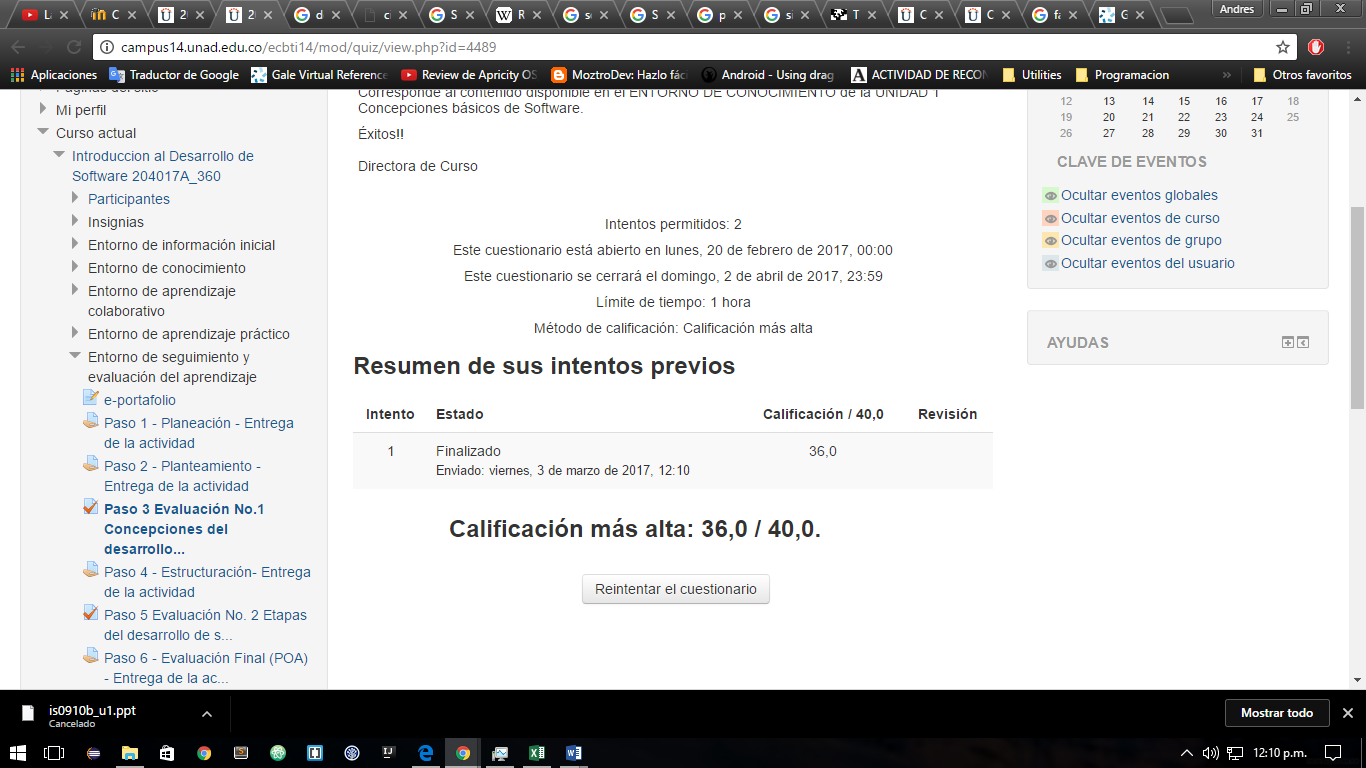 La
C
20
20
d
ci
S
R
se
S
p
si
T
C
C
fa
G
Andres
campus14.unad.edu.co/ecbti14/mod/quiz/view.php?id=4489
Aplicaciones
Traductor de Google
Gale Virtual Reference
Review de Apricity OS
MoztroDev: Hazlo fác
Android - Using drag
ACTIVIDAD DE RECON
Utilities
Programacion
»
Otros favoritos
Páginas del sitio
Mi perfil
Curso actual
Introduccion al Desarrollo de
Software 204017A_360
Participantes
Insignias
Entorno de información inicial
Entorno de conocimiento
Entorno de aprendizaje
colaborativo
Entorno de aprendizaje práctico
Entorno de seguimiento y
evaluación del aprendizaje
e-portafolio
Paso 1 - Planeación - Entrega
de la actividad
Paso 2 - Planteamiento -
Entrega de la actividad
Paso 3 Evaluación No.1
Concepciones del
desarrollo...
Paso 4 - Estructuración- Entrega
de la actividad
Paso 5 Evaluación No. 2 Etapas
del desarrollo de s...
Paso 6 - Evaluación Final (POA)
- Entrega de la ac...
Corresponde al contenido disponible en el ENTORNO DE CONOCIMIENTO de la UNIDAD 1
Concepciones básicos de Software.
Éxitos!!
Directora de Curso
Intentos permitidos: 2
Este cuestionario está abierto en lunes, 20 de febrero de 2017, 00:00
Este cuestionario se cerrará el domingo, 2 de abril de 2017, 23:59
Límite de tiempo: 1 hora
Método de calificación: Calificación más alta
Resumen de sus intentos previos
Intento Estado Calificación / 40,0 Revisión
1 Finalizado 36,0
Enviado: viernes, 3 de marzo de 2017, 12:10
Calificación más alta: 36,0 / 40,0.
Reintentar el cuestionario
12 13 14 15 16 17 18
19 20 21 22 23 24 25
26 27 28 29 30 31
CLAVE DE EVENTOS
Ocultar eventos globales
Ocultar eventos de curso
Ocultar eventos de grupo
Ocultar eventos del usuario
AYUDAS
is0910b_u1.ppt
Cancelado
Mostrar todo
12:10 p.m.